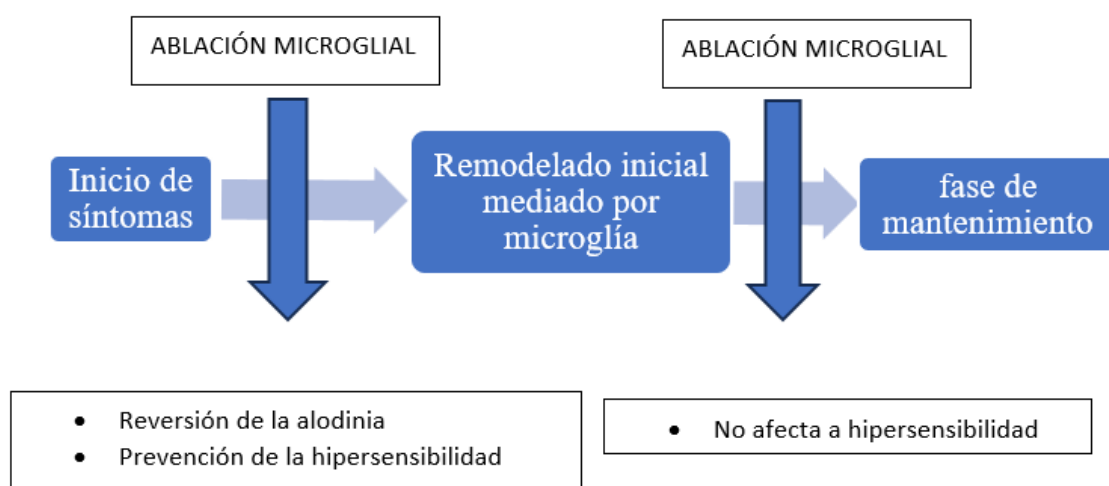 ABLACIÓN MICROGLIAL
ABLACIÓN MICROGLIAL
Inicio de
síntomas
Remodelado inicial
mediado por
microglía
fase de
mantenimiento
• Reversión de la alodinia
• Prevención de la hipersensibilidad
• No afecta a hipersensibilidad